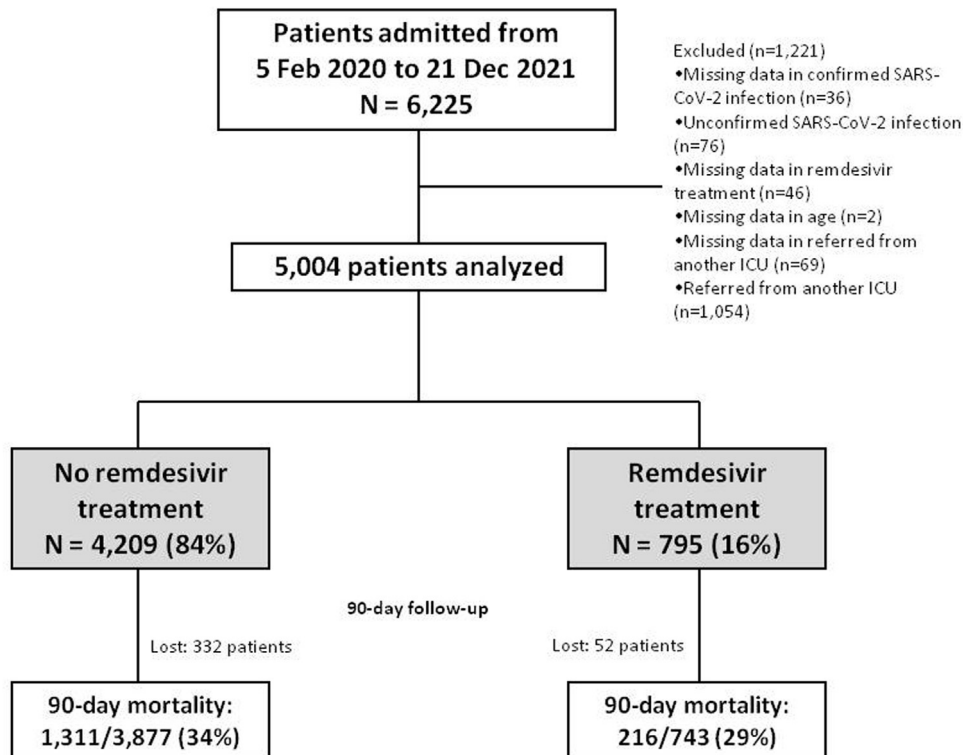 Patients admitted from
5 Feb 2020 to 21 Dec 2021
N = 6,225
Excluded (n=1,221)
◆Missing data in confirmed SARS-
CoV-2 infection (n=36)
◆Unconfirmed SARS-CoV-2 infection
(n=76)
◆Missing data in remdesivir
treatment (n=46)
◆Missing data in age (n=2)
◆Missing data in referred from
another ICU (n=69)
◆Referred from another ICU
(n=1,054)
5,004 patients analyzed
No remdesivir
treatment
N = 4,209 (84%)
Remdesivir
treatment
N = 795 (16%)
90-day follow-up
Lost: 332 patients
Lost: 52 patients
90-day mortality:
1,311/3,877 (34%)
90-day mortality:
216/743 (29%)